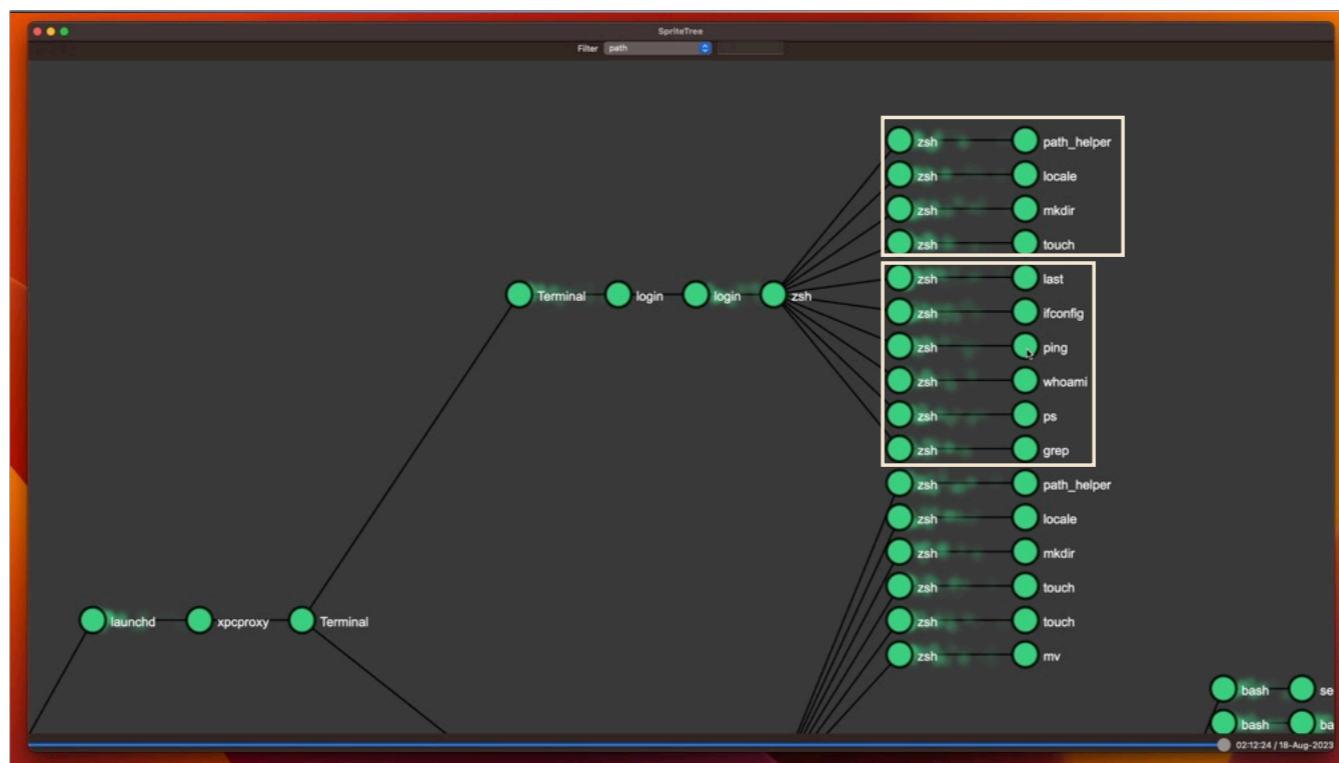 SpriteTree
Filter path
zsh path_helper
zsh locale
zsh mkdir
zsh touch
zsh last
Terminal login login zsh
zsh ifconfig
zsh ping
zsh whoami
zsh ps
zsh grep
zsh path_helper
zsh locale
zsh mkdir
zsh touch
launchd xpcproxy Terminal
zsh touch
zsh mv
bash se
bash ba
02:12:24 / 18-Aug-2023